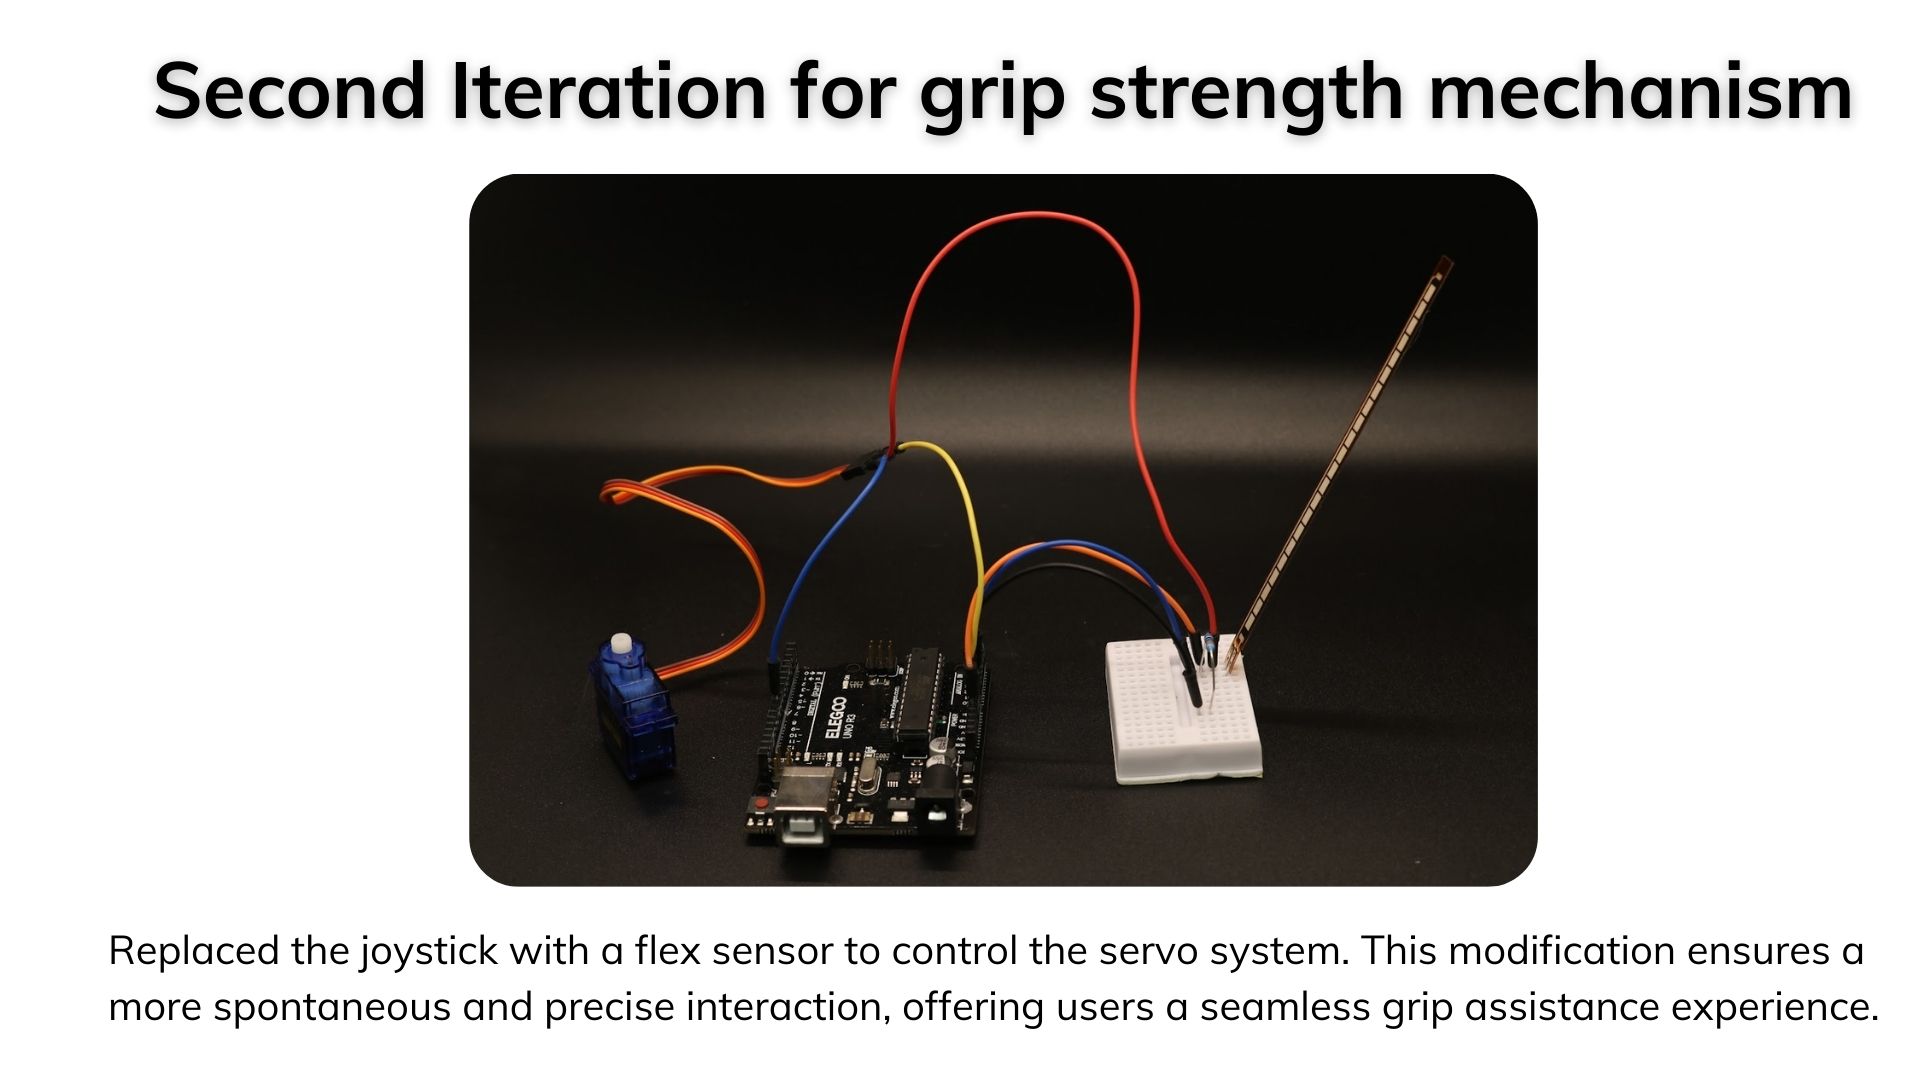 Second Iteration for grip strength mechanism
ELEGOO
UNO R3
Replaced the joystick with a flex sensor to control the servo system. This modification ensures a
more spontaneous and precise interaction, offering users a seamless grip assistance experience.